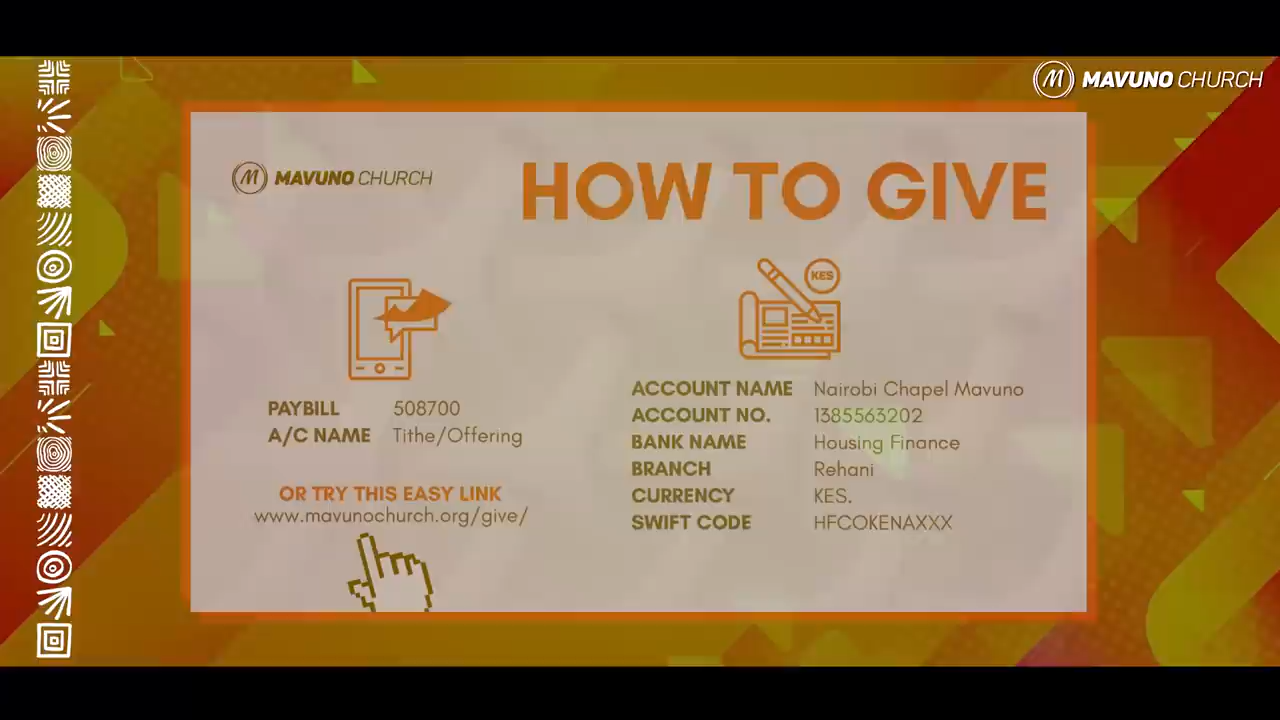 MAVUNO CHURCH
MAVUNO CHURCH
HOW TO GIVE
KES
PAYBILL 508700
A/C NAME Tithe/Offering
OR TRY THIS EASY LINK
www.mavunochurch.org/give/
ACCOUNT NAME Nairobi Chapel Mavuno
ACCOUNT NO. 1385563202
BANK NAME Housing Finance
BRANCH Rehani
CURRENCY KES.
SWIFT CODE HFCOKENAXXX